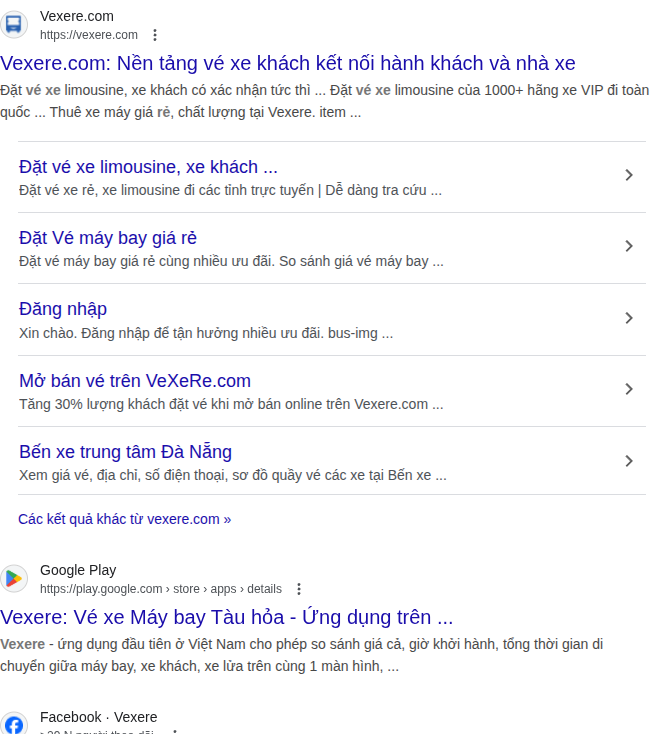 Vexere.com
https://vexere.com
Vexere.com: Nền tảng vé xe khách kết nối hành khách và nhà xe
Đặt vé xe limousine, xe khách có xác nhận tức thì ... Đặt vé xe limousine của 1000+ hãng xe VIP đi toàn
quốc ... Thuê xe máy giá rẻ, chất lượng tại Vexere. item ...
Đặt vé xe limousine, xe khách ...
Đặt vé xe rẻ, xe limousine đi các tỉnh trực tuyến | Dễ dàng tra cứu ...
Đặt Vé máy bay giá rẻ
Đặt vé máy bay giá rẻ cùng nhiều ưu đãi. So sánh giá vé máy bay ...
Đăng nhập
Xin chào. Đăng nhập để tận hưởng nhiều ưu đãi. bus-img ...
Mở bán vé trên VeXeRe.com
Tăng 30% lượng khách đặt vé khi mở bán online trên Vexere.com ...
Bến xe trung tâm Đà Nẵng
Xem giá vé, địa chỉ, số điện thoại, sơ đồ quầy vé các xe tại Bến xe ...
Các kết quả khác từ vexere.com »
Google Play
https://play.google.com › store › apps › details
Vexere: Vé xe Máy bay Tàu hỏa - Ứng dụng trên ...
Vexere - ứng dụng đầu tiên ở Việt Nam cho phép so sánh giá cả, giờ khởi hành, tổng thời gian di
chuyển giữa máy bay, xe khách, xe lửa trên cùng 1 màn hình, ...
Facebook · Vexere